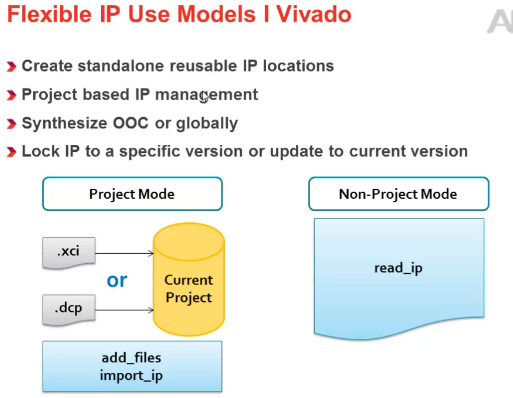 Flexible IP Use Models I Vivado
Create standalone reusable IP locations
Project based IP management
Synthesize OOC or globally
Lock IP to a specific version or update to current version
Project Mode
Non-Project Mode
.xci
or
.dcp
Current
Project
read_ip
add_files
import_ip